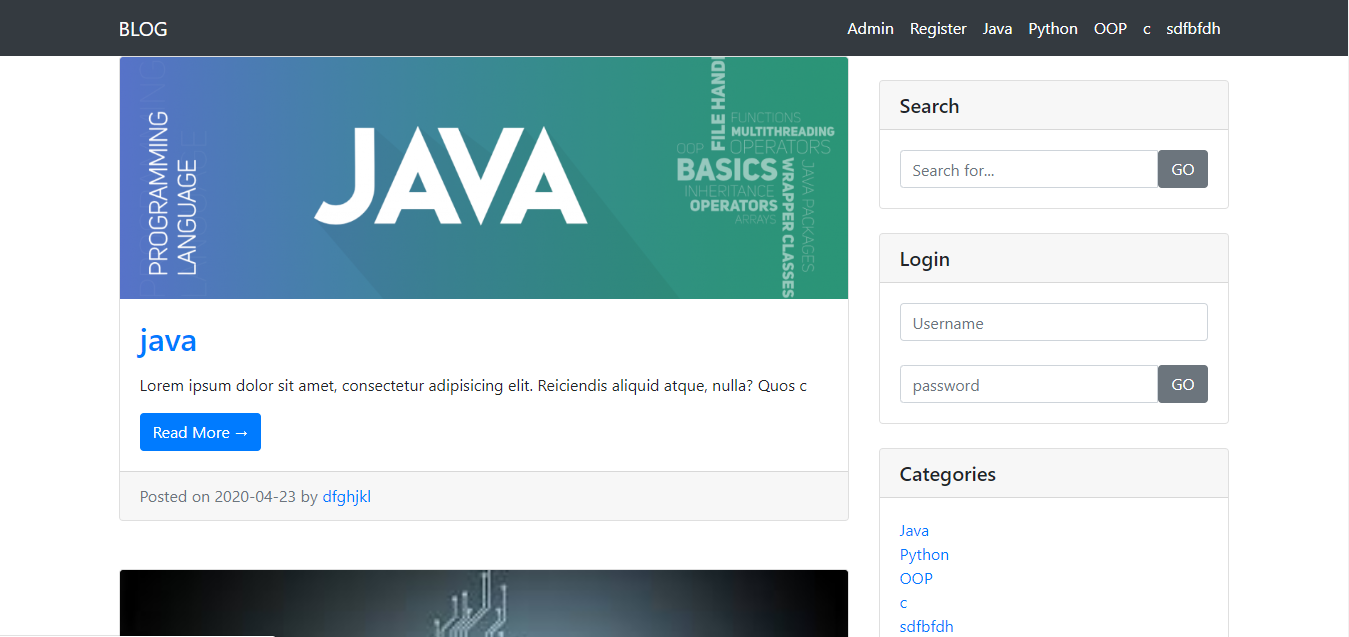 BLOG
Admin Register Java Python OOP c sdfbfdh
PROGRAMMING
LANGUAGE
JAVA
FILE HANDL
FUNCTIONS
MULTITHREADING
OOP OPERATORS
BASICS
INHERITANCE
OPERATORS
ARRAYS
WRAPPER CLASSES
JAVA PACKAGES
java
Lorem ipsum dolor sit amet, consectetur adipisicing elit. Reiciendis aliquid atque, nulla? Quos c
Read More →
Posted on 2020-04-23 by dfghjkl
Search
Search for... GO
Login
Username
password GO
Categories
Java
Python
OOP
c
sdfbfdh